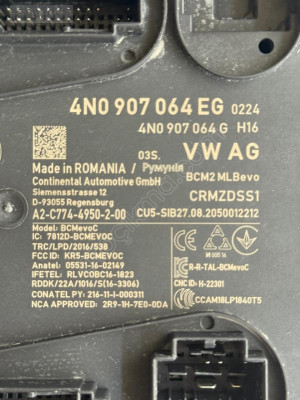 4N0 907 064 EG 0224
4N0 907 064 G H16
03S. VW AG
Made in ROMANIA / Румуния
Continental Automotive GmbH BCM2 MLBevo
Siemensstrasse 12
D-93055 Regensburg CRMZDSS1
A2-C774-4950-2-00 CU5-SIB27.08.2050012212
Model: BCMevoC
IC: 7812D-BCMEVOC
TRC/LPD/2016/538
FCC ID: KR5-BCMEVOC
Anatel: 05531-16-02149
IFETEL: RLVCOBC16-1823
RDDK/22A/1016/S(16-3306)
CONATEL PY: 216-11-I-000311
NCA APPROVED: 2R9-1H-7E0-0DA
R-R-TAL-BCMevoC
CNC ID: H-22301
CCAM18LP1840T5